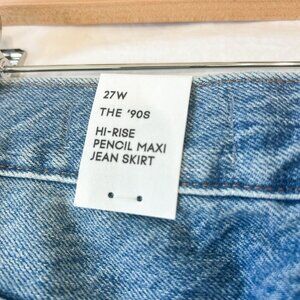 27W
THE '90S
HI-RISE
PENCIL MAXI
JEAN SKIRT